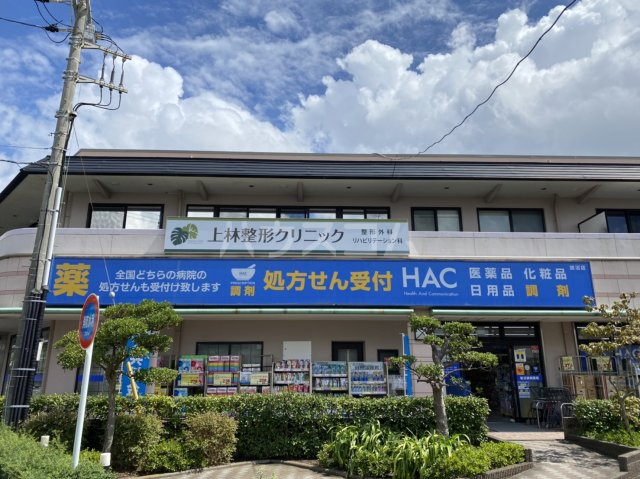 上林整形クリニック
整形外科
リハビリテーション科
薬
全国どちらの病院の
処方せんも受付け致します
調剤
処方せん受付
HAC
Health And Communication
医薬品 化粧品
日用品 調剤